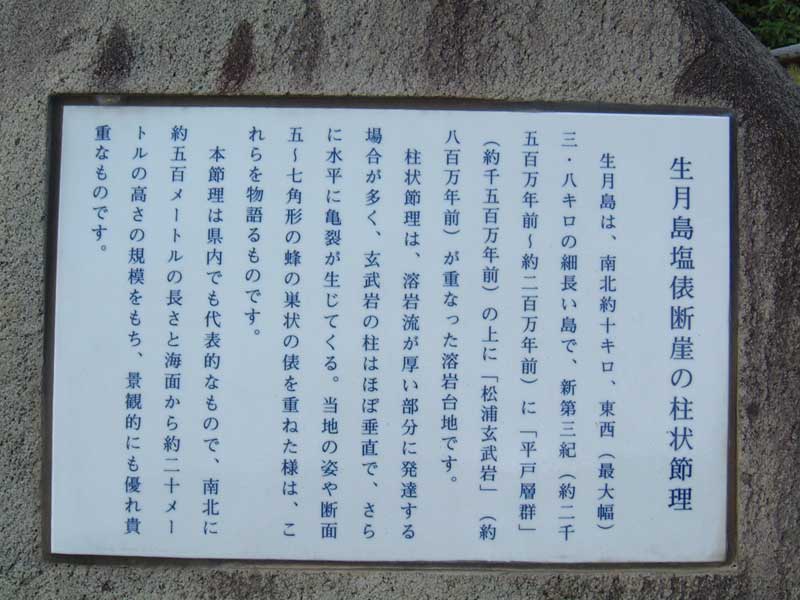 生月島塩俵断崖の柱状節理
生月島は、南北約十キロ、東西（最大幅）
三・八キロの細長い島で、新第三紀（約二千
五百万年前～約二百万年前）に「平戸層群」
（約千五百万年前）の上に「松浦玄武岩」（約
八百万年前）が重なった溶岩台地です。
柱状節理は、溶岩流が厚い部分に発達する
場合が多く、玄武岩の柱はほぼ垂直で、さら
に水平に亀裂が生じてくる。当地の姿や断面
五～七角形の蜂の巣状の俵を重ねた様は、こ
れらを物語るものです。
本節理は県内でも代表的なもので、南北に
約五百メートルの長さと海面から約二十メー
トルの高さの規模をもち、景観的にも優れ貴
重なものです。